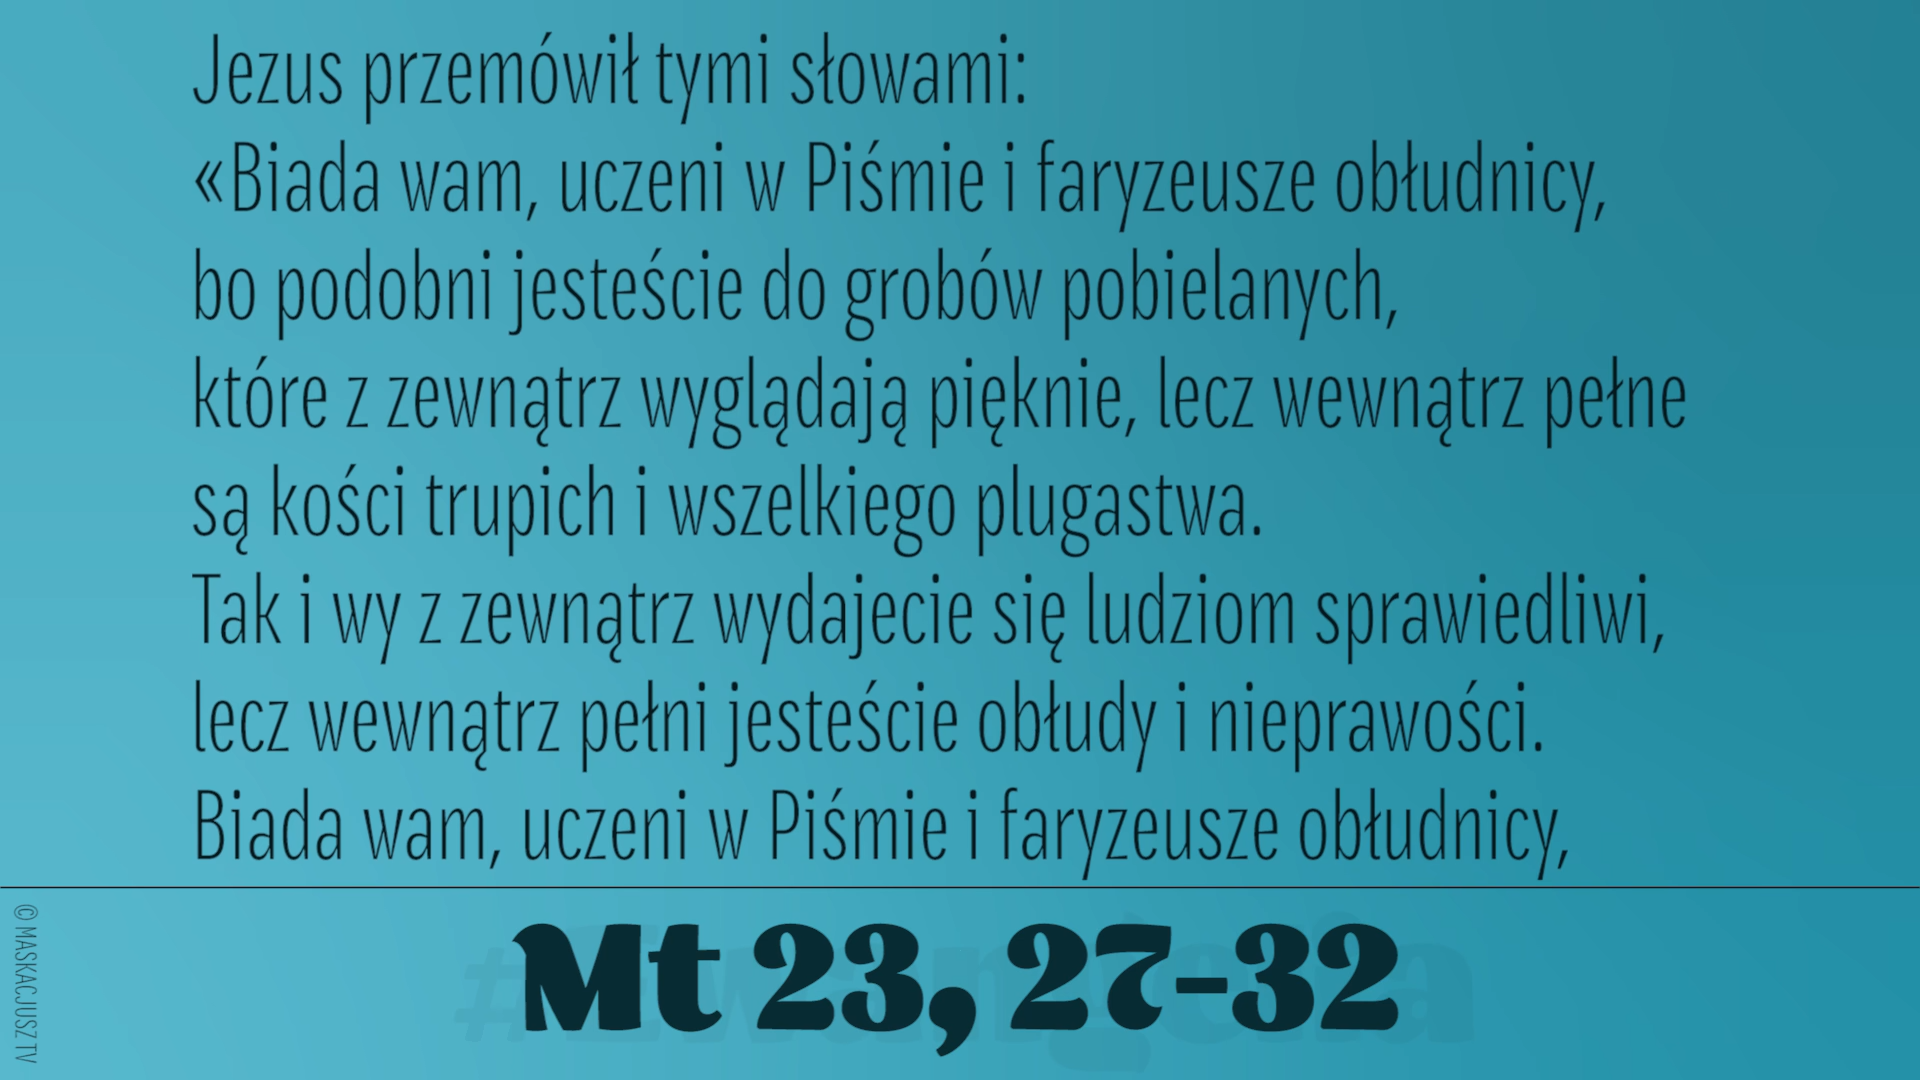 Jezus przemówił tymi słowami:
«Biada wam, uczeni w Piśmie i faryzeusze obłudnicy,
bo podobni jesteście do grobów pobielanych,
które z zewnątrz wyglądają pięknie, lecz wewnątrz pełne
są kości trupich i wszelkiego plugastwa.
Tak i wy z zewnątrz wydajecie się ludziom sprawiedliwi,
lecz wewnątrz pełni jesteście obłudy i nieprawości.
Biada wam, uczeni w Piśmie i faryzeusze obłudnicy,
#Ewangelia
Mt 23, 27-32
© MASKACJUSZ TV